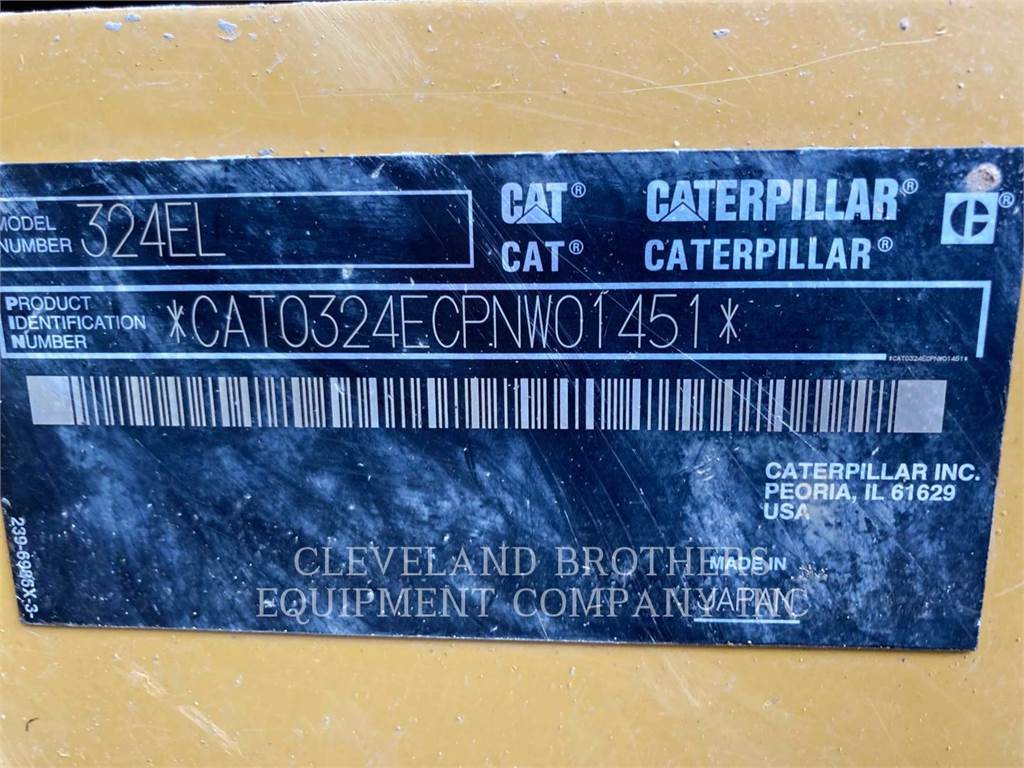 MODEL
NUMBER 324EL
CAT® CATERPILLAR®
CAT® CATERPILLAR®
PRODUCT
IDENTIFICATION
NUMBER
*CAT0324ECPNW01451*
*CAT0324ECPNW01451*
CATERPILLAR INC.
PEORIA, IL 61629
USA
MADE IN
JAPAN
CLEVELAND BROTHERS
EQUIPMENT COMPANY, INC